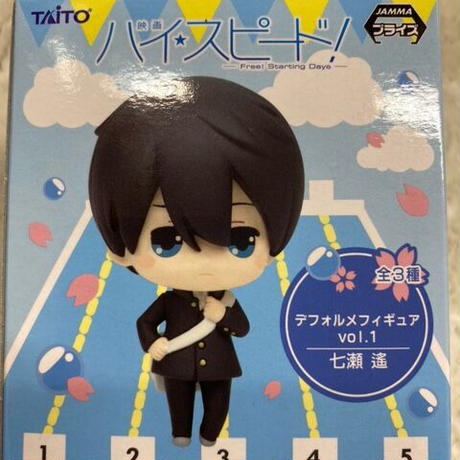 TAITO
映画
ハイ☆スピード!
Free! Starting Days
JAMMA
プライズ
全3種
デフォルメフィギュア
vol.1
七瀬 遙
1 2 3 4 5